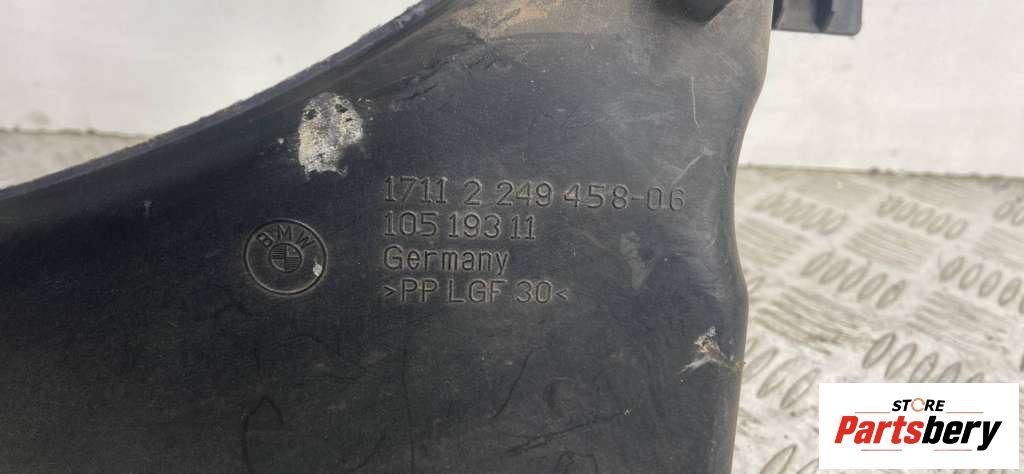 1711 2 249 458-06
105 193 11
BMW
Germany
>PP LGF 30<
STORE
Partsbery